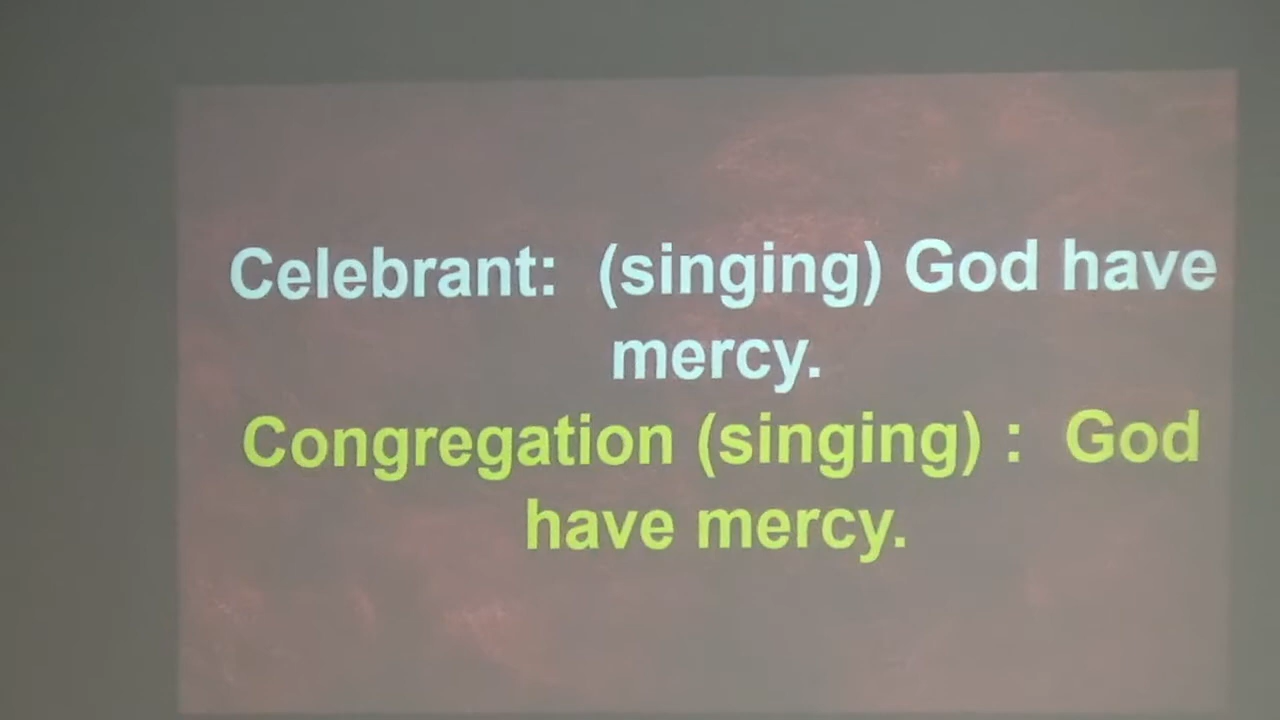 Celebrant:  (singing) God have
mercy.
Congregation (singing) :  God
have mercy.